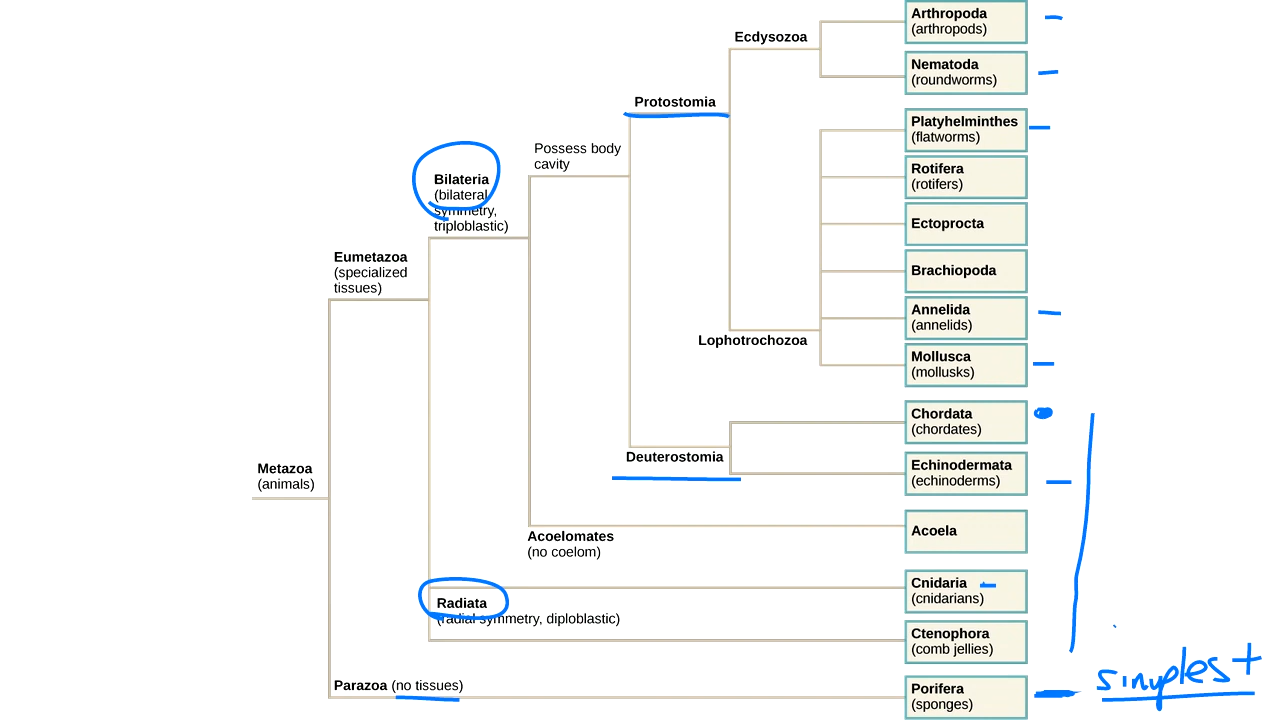 Arthropoda
(arthropods)
Ecdysozoa
Nematoda
(roundworms)
Protostomia
Platyhelminthes
(flatworms)
Possess body
cavity
Rotifera
(rotifers)
Bilateria
(bilateral
symmetry,
triploblastic)
Ectoprocta
Eumetazoa
(specialized
tissues)
Brachiopoda
Annelida
(annelids)
Lophotrochozoa
Mollusca
(mollusks)
Chordata
(chordates)
Deuterostomia
Echinodermata
(echinoderms)
Metazoa
(animals)
Acoela
Acoelomates
(no coelom)
Cnidaria
(cnidarians)
Radiata
(radial symmetry, diploblastic)
Ctenophora
(comb jellies)
Parazoa (no tissues)
Porifera
(sponges)
simplest